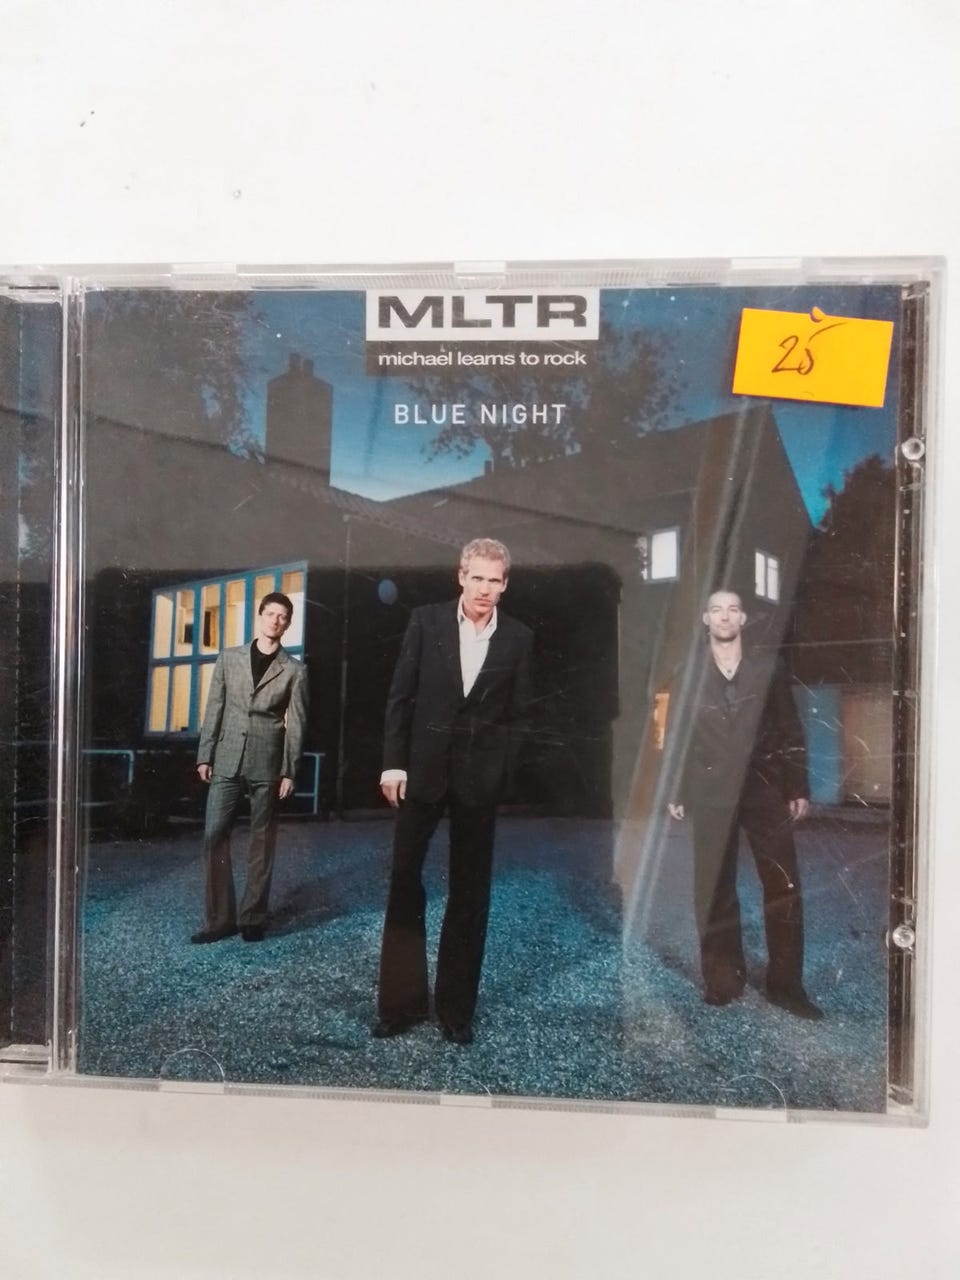 MLTR
michael learns to rock
BLUE NIGHT
25